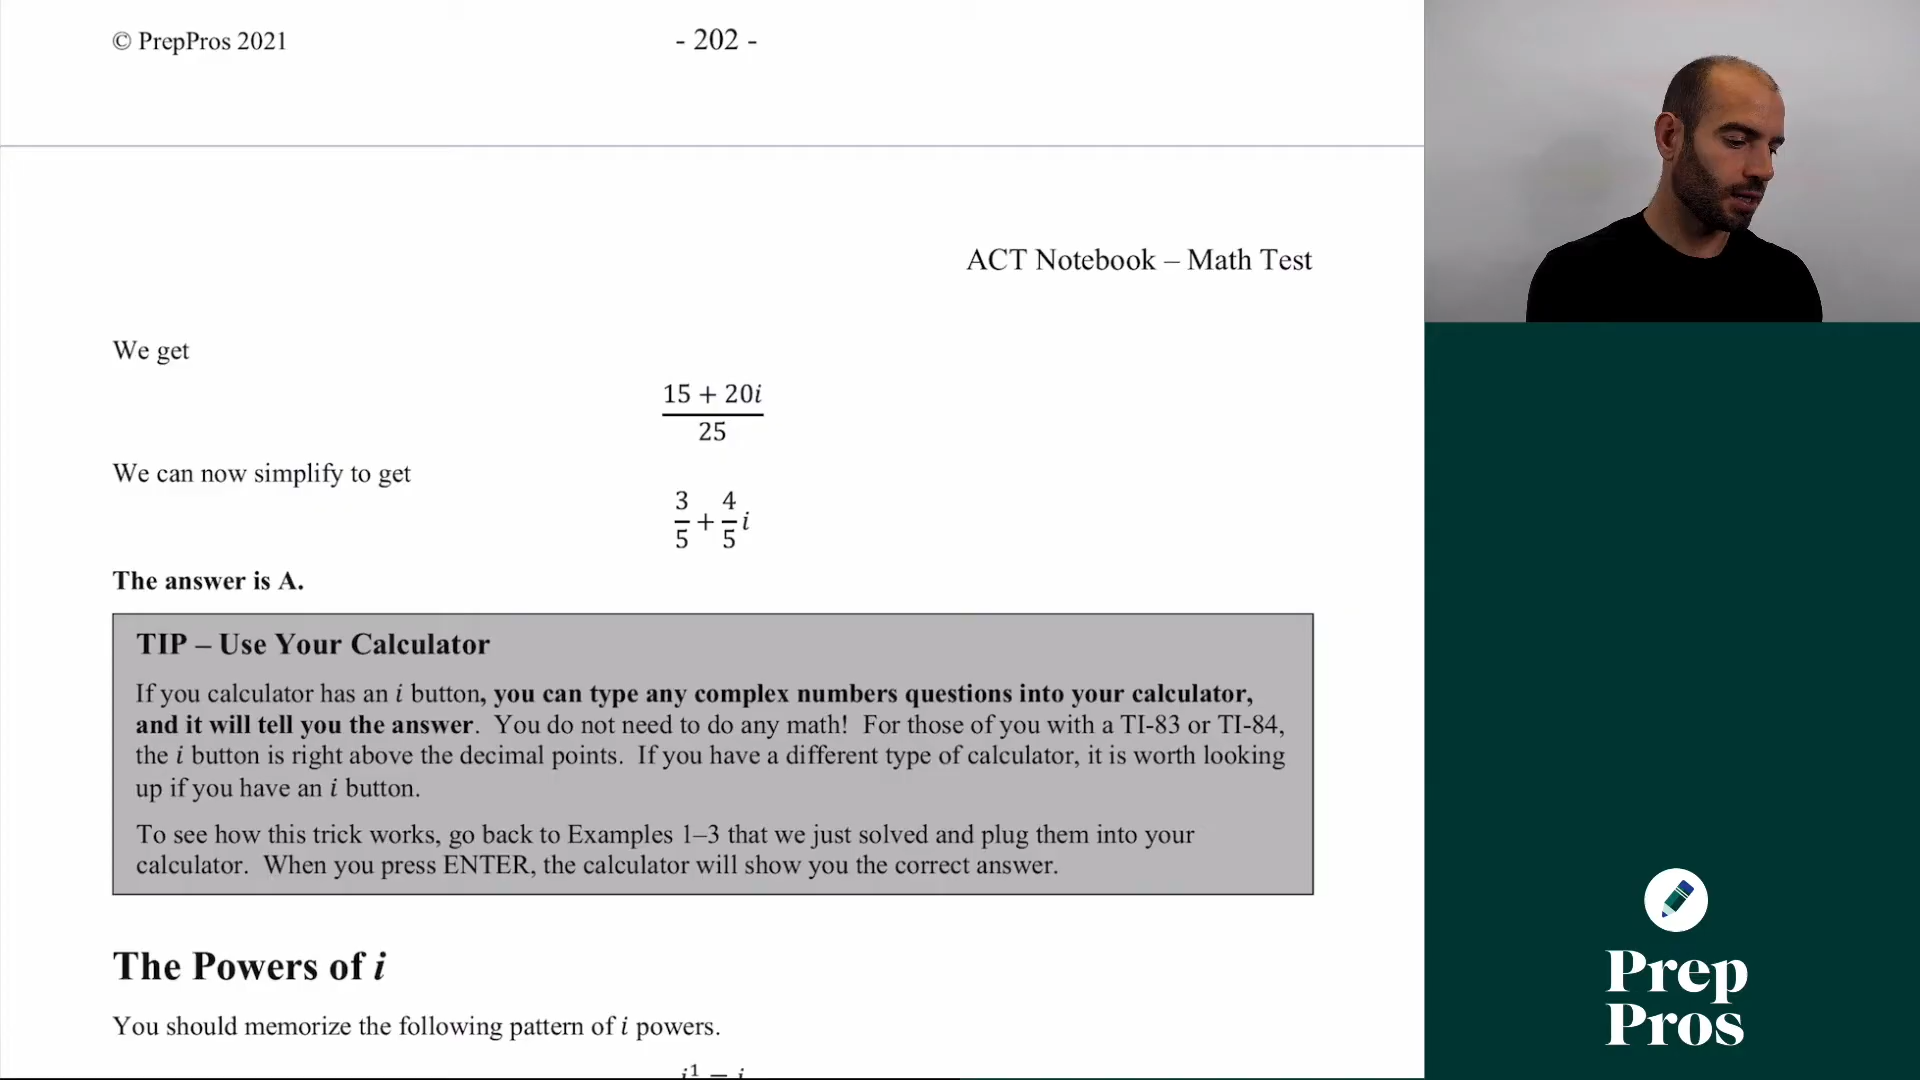 © PrepPros 2021
- 202 -
ACT Notebook – Math Test
We get
15 + 20i
25
We can now simplify to get
3/5 + 4/5 i
The answer is A.
TIP – Use Your Calculator
If you calculator has an i button, you can type any complex numbers questions into your calculator,
and it will tell you the answer. You do not need to do any math! For those of you with a TI-83 or TI-84,
the i button is right above the decimal points. If you have a different type of calculator, it is worth looking
up if you have an i button.
To see how this trick works, go back to Examples 1–3 that we just solved and plug them into your
calculator. When you press ENTER, the calculator will show you the correct answer.
The Powers of i
You should memorize the following pattern of i powers.
i¹ = i
Prep
Pros